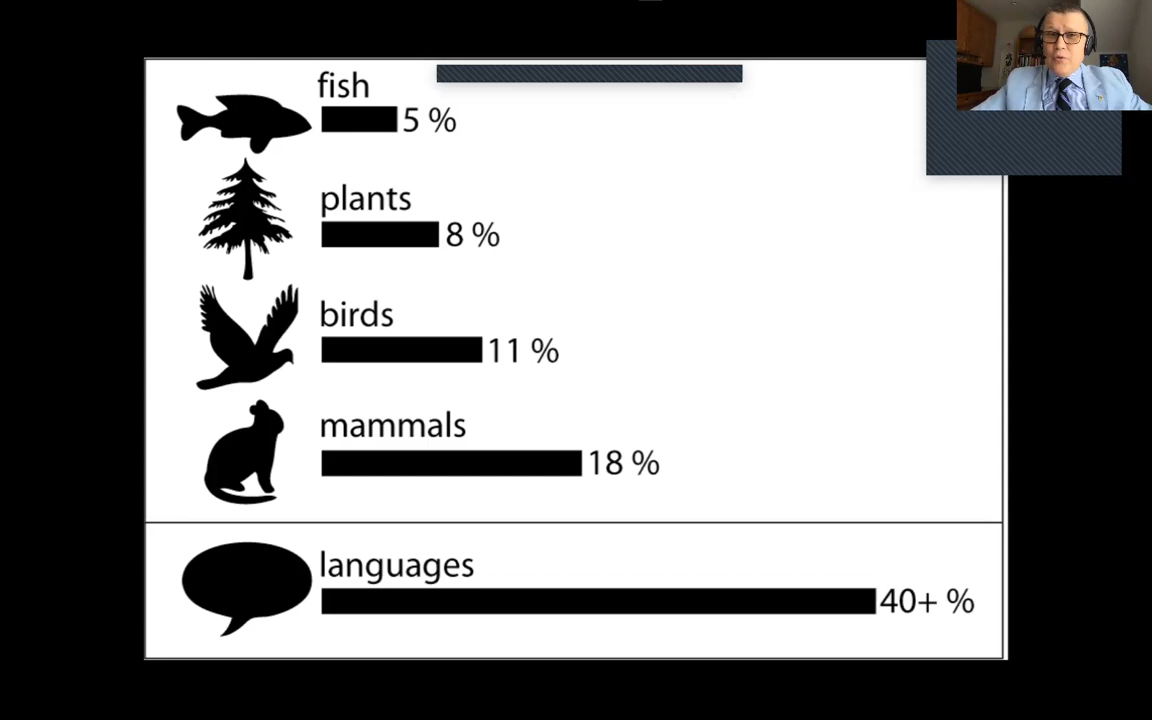 fish
5 %
plants
8 %
birds
11 %
mammals
18 %
languages
40+ %